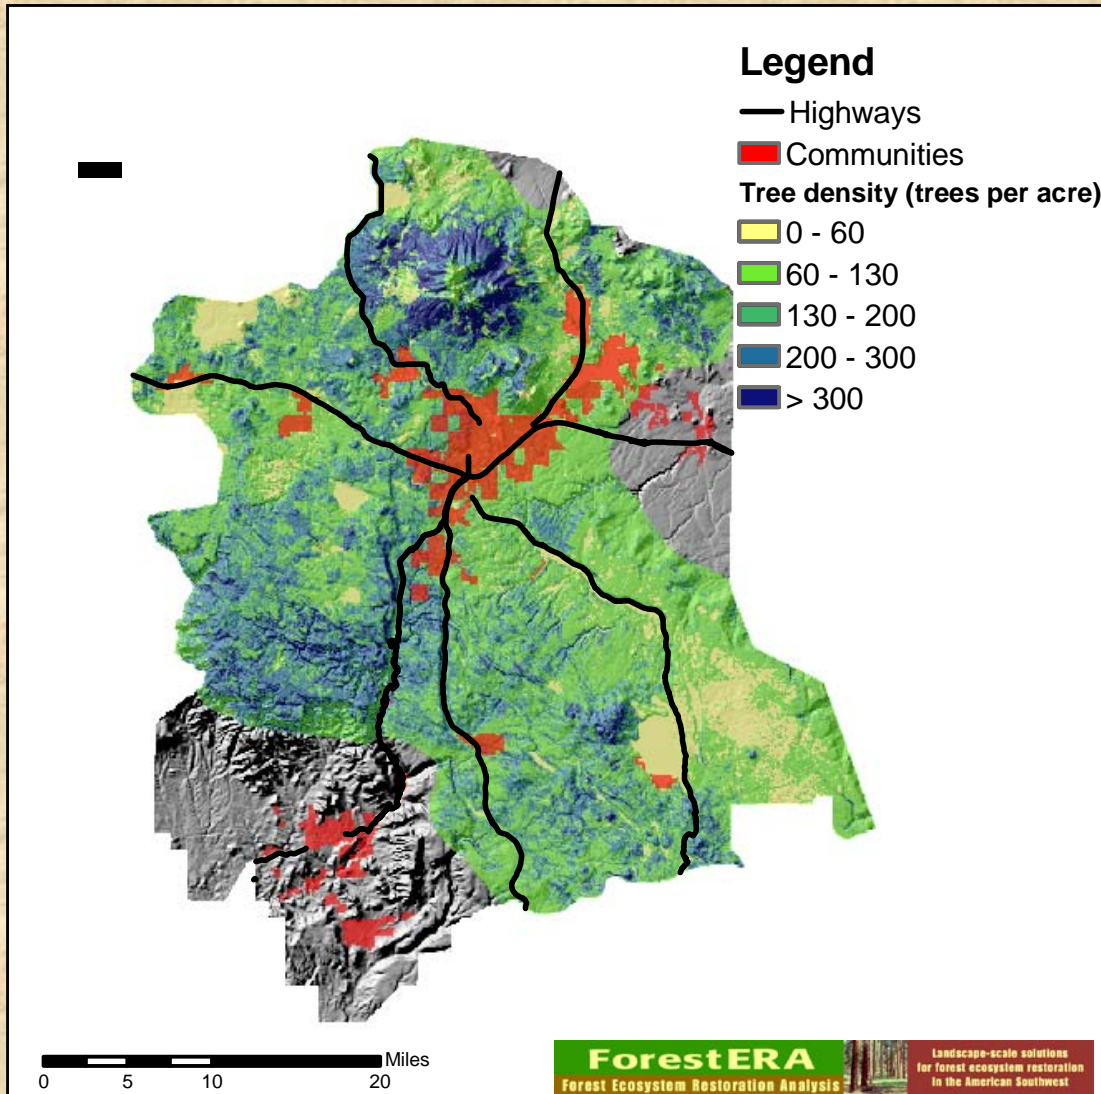 Legend
Highways
Communities
Tree density (trees per acre)
0 - 60
60 - 130
130 - 200
200 - 300
> 300
Miles
0 5 10 20
ForestERA
Forest Ecosystem Restoration Analysis
Landscape-scale solutions
for forest ecosystem restoration
in the American Southwest